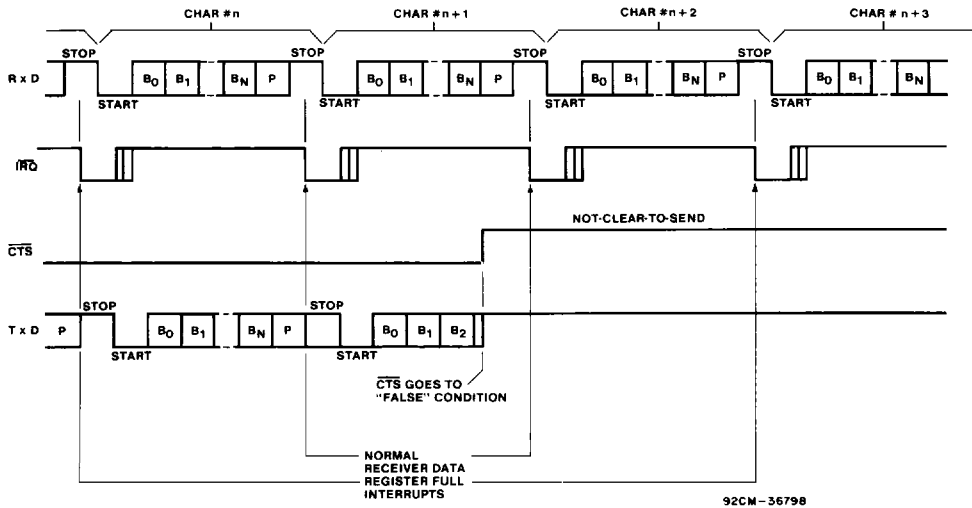 CHAR #n CHAR #n + 1 CHAR #n + 2 CHAR # n + 3
STOP STOP STOP STOP
R x D B0 B1 BN P B0 B1 BN P B0 B1 BN P B0 B1 BN
START START START START
IRQ
NOT-CLEAR-TO-SEND
CTS
STOP STOP
T x D P B0 B1 BN P B0 B1 B2
START START
CTS GOES TO
"FALSE" CONDITION
NORMAL
RECEIVER DATA
REGISTER FULL
INTERRUPTS
92CM-36798